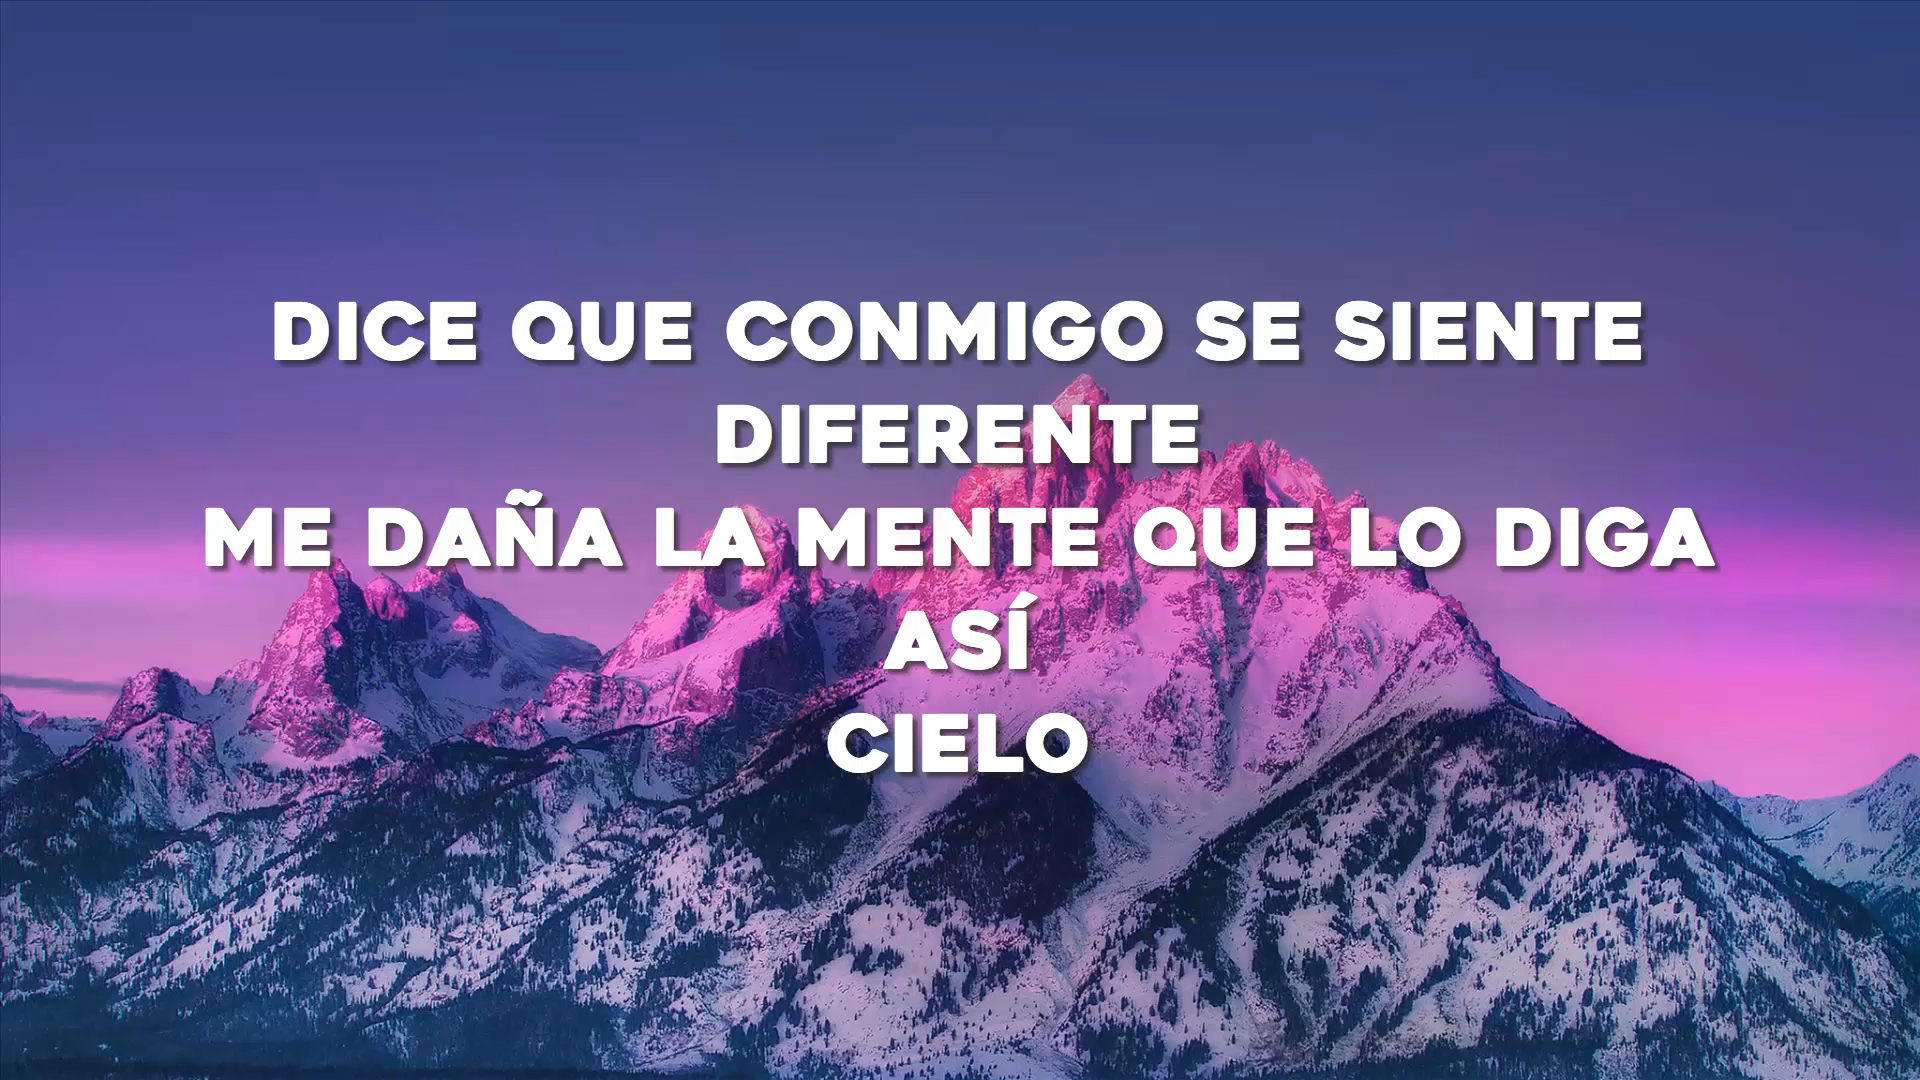 DICE QUE CONMIGO SE SIENTE
DIFERENTE
ME DAÑA LA MENTE QUE LO DIGA
ASÍ
CIELO